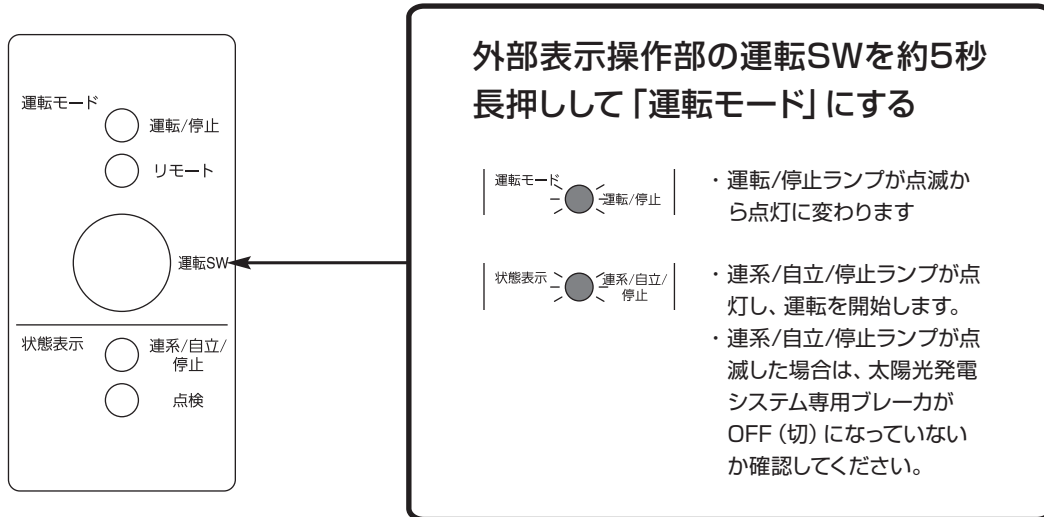 運転モード
運転/停止
リモート
運転SW
状態表示
連系/自立/
停止
点検
外部表示操作部の運転SWを約5秒
長押しして「運転モード」にする
運転モード
運転/停止
・運転/停止ランプが点滅か
ら点灯に変わります
状態表示
連系/自立/
停止
・連系/自立/停止ランプが点
灯し、運転を開始します。
・連系/自立/停止ランプが点
滅した場合は、太陽光発電
システム専用ブレーカが
OFF（切）になっていない
か確認してください。